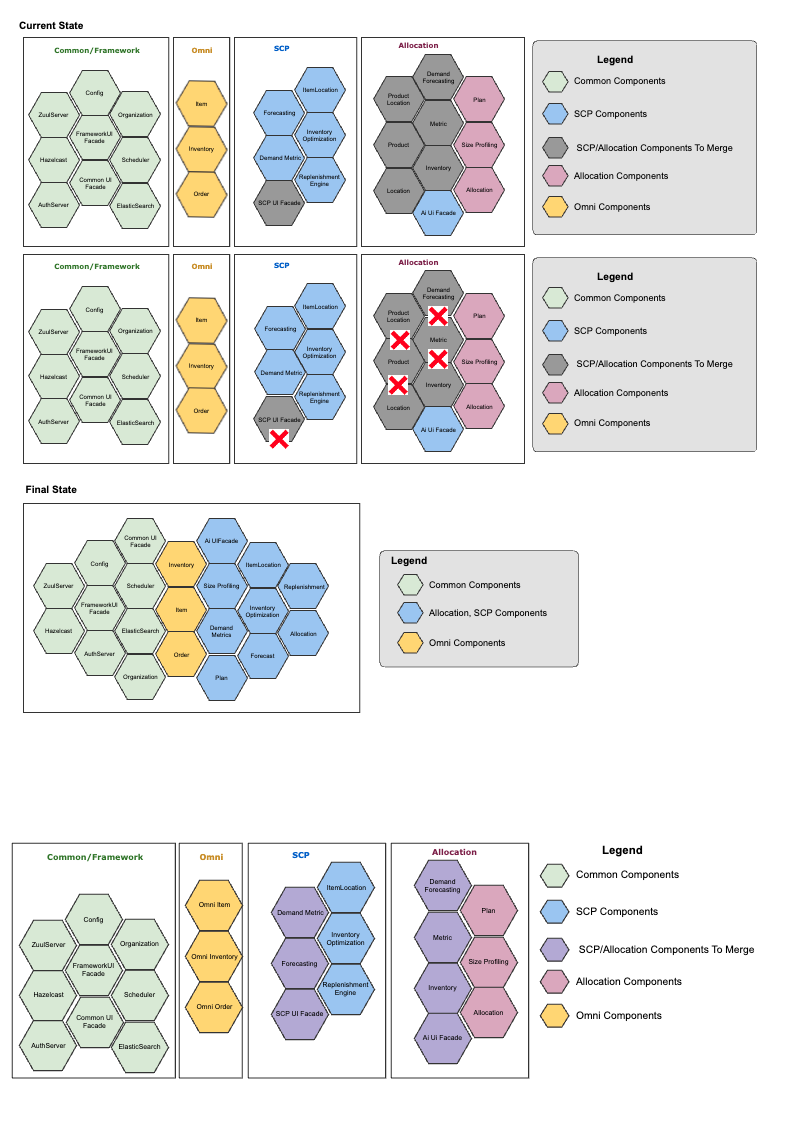 Current State
Common/Framework
Config
ZuulServer
Organization
FrameworkUI
Facade
Hazelcast
Scheduler
Common UI
Facade
AuthServer
ElasticSearch
Omni
Item
Inventory
Order
SCP
ItemLocation
Forecasting
Inventory
Optimization
Demand Metric
Replenishment
Engine
SCP UI Facade
Allocation
Demand
Forecasting
Product
Location
Plan
Metric
Product
Size Profiling
Inventory
Location
Allocation
Ai Ui Facade
Legend
Common Components
SCP Components
SCP/Allocation Components To Merge
Allocation Components
Omni Components
Common/Framework
Config
ZuulServer
Organization
FrameworkUI
Facade
Hazelcast
Scheduler
Common UI
Facade
AuthServer
ElasticSearch
Omni
Item
Inventory
Order
SCP
ItemLocation
Forecasting
Inventory
Optimization
Demand Metric
Replenishment
Engine
SCP UI Facade
Allocation
Demand
Forecasting
Product
Location
Plan
Metric
Product
Size Profiling
Inventory
Location
Allocation
Ai Ui Facade
Legend
Common Components
SCP Components
SCP/Allocation Components To Merge
Allocation Components
Omni Components
Final State
Common UI
Facade
Config
ZuulServer
Scheduler
FrameworkUI
Facade
Hazelcast
ElasticSearch
AuthServer
Organization
Inventory
Item
Order
Ai UIFacade
ItemLocation
Size Profiling
Replenishment
Inventory
Optimization
Demand
Metrics
Allocation
Forecast
Plan
Legend
Common Components
Allocation, SCP Components
Omni Components
Common/Framework
Config
ZuulServer
Organization
FrameworkUI
Facade
Hazelcast
Scheduler
Common UI
Facade
AuthServer
ElasticSearch
Omni
Omni Item
Omni Inventory
Omni Order
SCP
ItemLocation
Demand Metric
Inventory
Optimization
Forecasting
Replenishment
Engine
SCP UI Facade
Allocation
Demand
Forecasting
Plan
Metric
Size Profiling
Inventory
Allocation
Ai UI Facade
Legend
Common Components
SCP Components
SCP/Allocation Components To Merge
Allocation Components
Omni Components